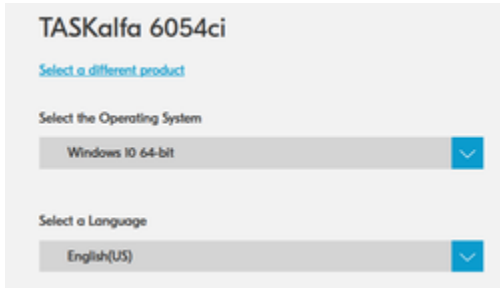 TASKalfa 6054ci
Select a different product
Select the Operating System
Windows 10 64-bit
Select a Language
English(US)